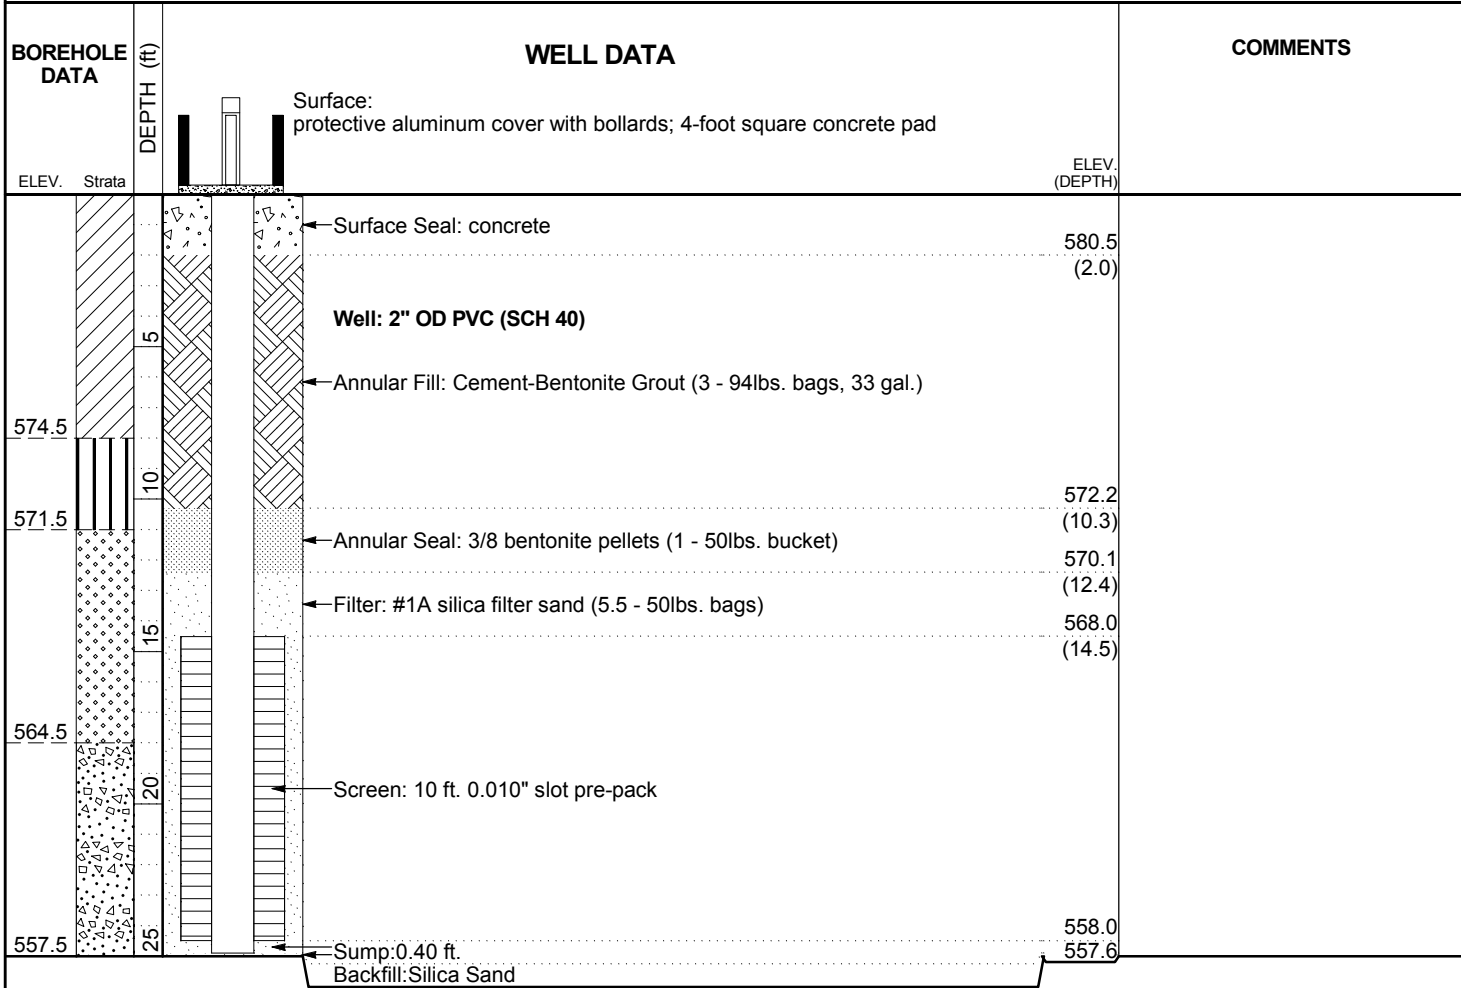 BOREHOLE
DATA
DEPTH (ft)
WELL DATA
COMMENTS
Surface:
protective aluminum cover with bollards; 4-foot square concrete pad
ELEV. Strata
ELEV.
(DEPTH)
Surface Seal: concrete
580.5
(2.0)
Well: 2" OD PVC (SCH 40)
5
Annular Fill: Cement-Bentonite Grout (3 - 94lbs. bags, 33 gal.)
574.5
10
572.2
(10.3)
571.5
Annular Seal: 3/8 bentonite pellets (1 - 50lbs. bucket)
570.1
(12.4)
Filter: #1A silica filter sand (5.5 - 50lbs. bags)
568.0
(14.5)
15
564.5
20
Screen: 10 ft. 0.010" slot pre-pack
558.0
557.5
25
Sump:0.40 ft.
557.6
Backfill:Silica Sand